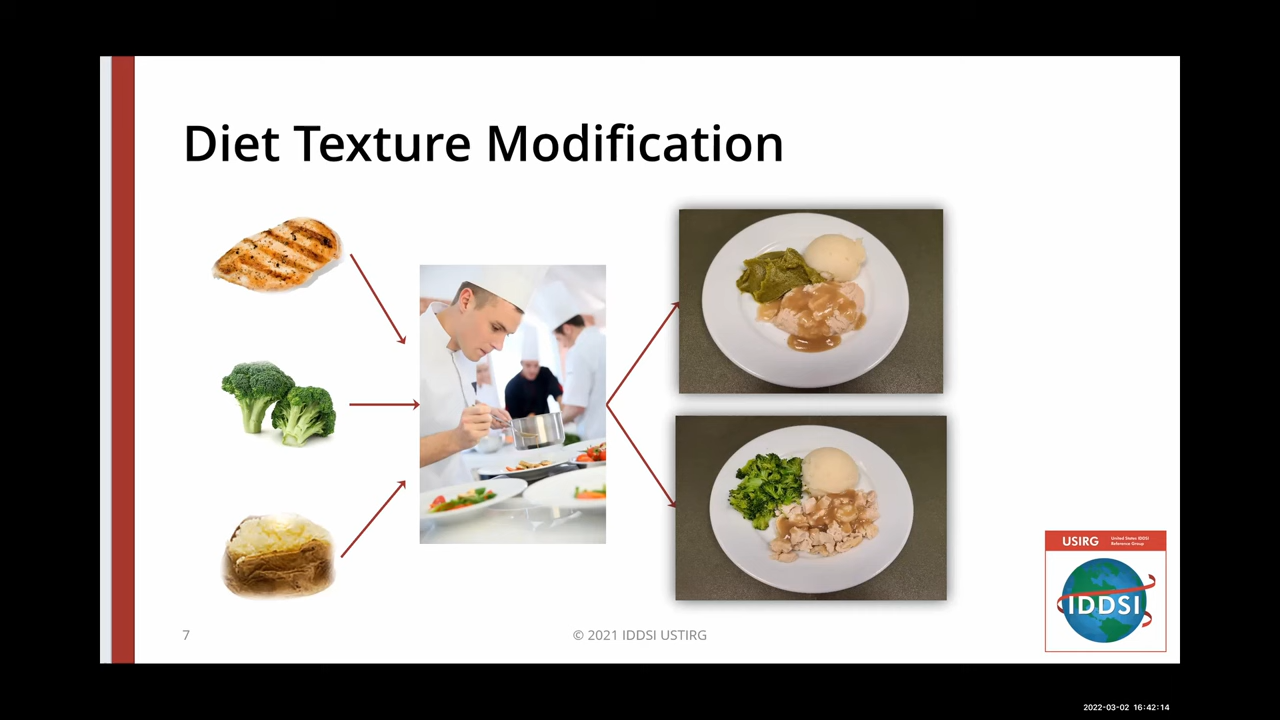 Diet Texture Modification
7
© 2021 IDDSI USTIRG
USIRG
United States IDDSI
Reference Group
IDDSI
2022-03-02 16:42:14